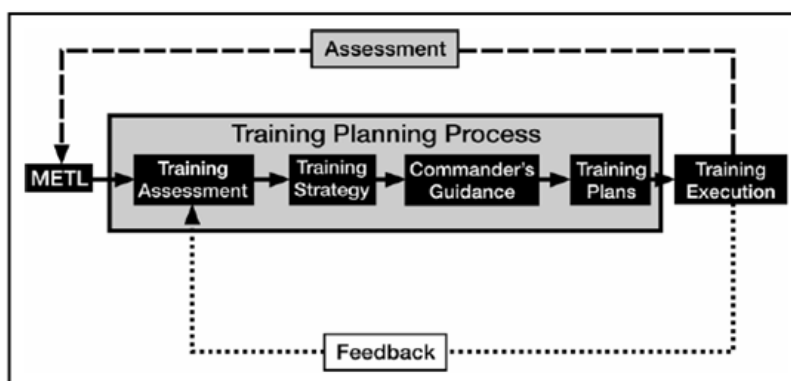 Assessment
Training Planning Process
METL
Training
Assessment
Training
Strategy
Commander's
Guidance
Training
Plans
Training
Execution
Feedback